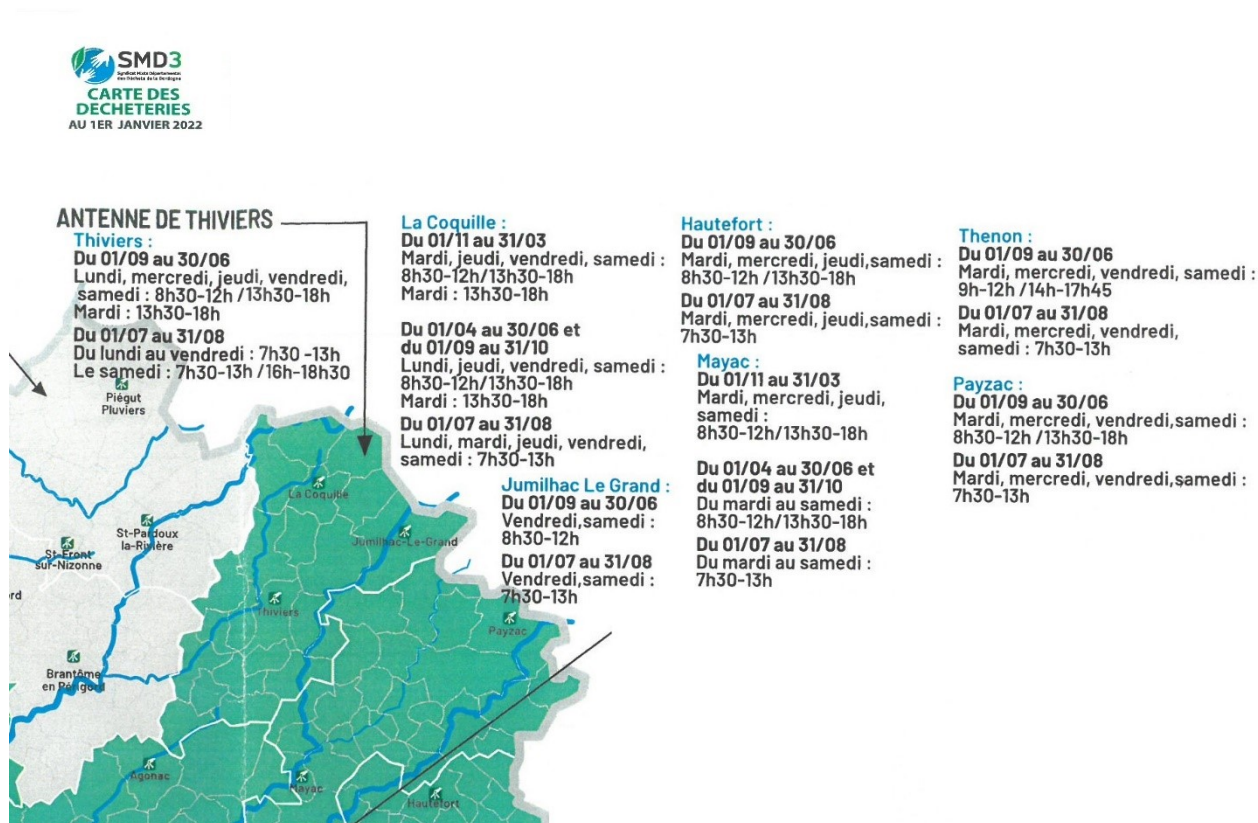 SMD3
Syndicat Mixte Départemental
des Déchets de la Dordogne
CARTE DES
DECHETERIES
AU 1ER JANVIER 2022
ANTENNE DE THIVIERS
Thiviers :
Du 01/09 au 30/06
Lundi, mercredi, jeudi, vendredi,
samedi : 8h30-12h /13h30-18h
Mardi : 13h30-18h
Du 01/07 au 31/08
Du lundi au vendredi : 7h30 -13h
Le samedi : 7h30-13h /16h-18h30
La Coquille :
Du 01/11 au 31/03
Mardi, jeudi, vendredi, samedi :
8h30-12h/13h30-18h
Mardi : 13h30-18h
Du 01/04 au 30/06 et
du 01/09 au 31/10
Lundi, jeudi, vendredi, samedi :
8h30-12h/13h30-18h
Mardi : 13h30-18h
Du 01/07 au 31/08
Lundi, mardi, jeudi, vendredi,
samedi : 7h30-13h
Jumilhac Le Grand :
Du 01/09 au 30/06
Vendredi,samedi :
8h30-12h
Du 01/07 au 31/08
Vendredi,samedi :
7h30-13h
Hautefort :
Du 01/09 au 30/06
Mardi, mercredi, jeudi,samedi :
8h30-12h /13h30-18h
Du 01/07 au 31/08
Mardi, mercredi, jeudi,samedi :
7h30-13h
Mayac :
Du 01/11 au 31/03
Mardi, mercredi, jeudi,
samedi :
8h30-12h/13h30-18h
Du 01/04 au 30/06 et
du 01/09 au 31/10
Du mardi au samedi :
8h30-12h/13h30-18h
Du 01/07 au 31/08
Du mardi au samedi :
7h30-13h
Thenon :
Du 01/09 au 30/06
Mardi, mercredi, vendredi, samedi :
9h-12h /14h-17h45
Du 01/07 au 31/08
Mardi, mercredi, vendredi,
samedi : 7h30-13h
Payzac :
Du 01/09 au 30/06
Mardi, mercredi, vendredi,samedi :
8h30-12h /13h30-18h
Du 01/07 au 31/08
Mardi, mercredi, vendredi,samedi :
7h30-13h
Piégut
Pluviers
La Coquille
St-Pardoux
la-Rivière
Jumilhac-Le-Grand
St-Front
sur-Nizonne
rd
Thiviers
Payzac
Brantôme
en Périgord
Agonac
Mayac
Hautefort